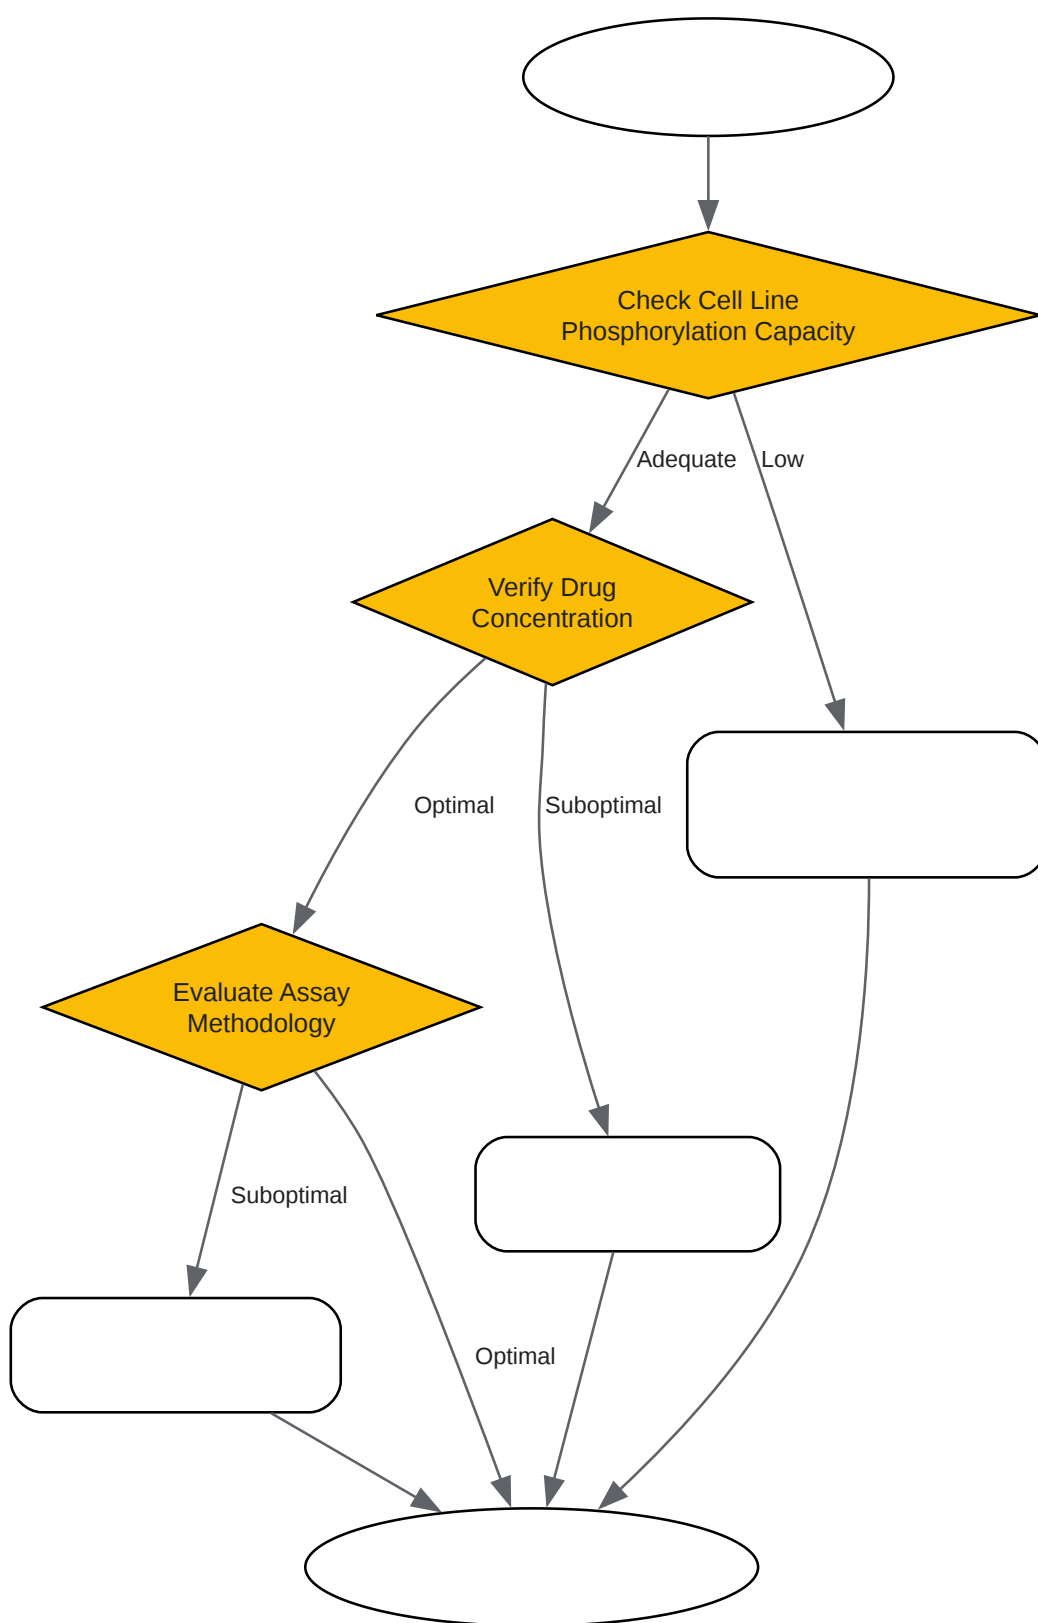 Check Cell Line
Phosphorylation Capacity
Adequate
Low
Verify Drug
Concentration
Optimal
Suboptimal
Evaluate Assay
Methodology
Suboptimal
Optimal